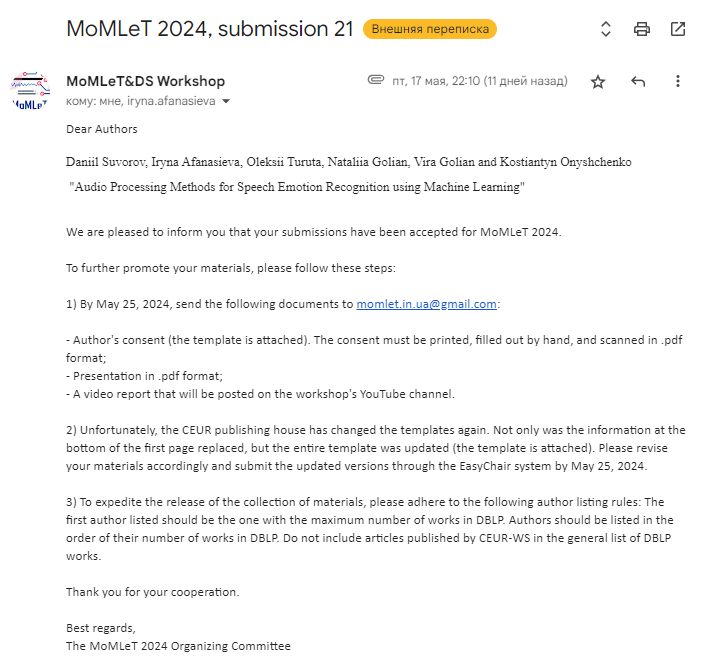 MoMLeT 2024, submission 21 Внешняя переписка
MoMLeT&DS Workshop
пт, 17 мая, 22:10 (11 дней назад)
кому: мне, iryna.afanasieva
Dear Authors
Daniil Suvorov, Iryna Afanasieva, Oleksii Turuta, Nataliia Golian, Vira Golian and Kostiantyn Onyshchenko
"Audio Processing Methods for Speech Emotion Recognition using Machine Learning"
We are pleased to inform you that your submissions have been accepted for MoMLeT 2024.
To further promote your materials, please follow these steps:
1) By May 25, 2024, send the following documents to momlet.in.ua@gmail.com:
- Author's consent (the template is attached). The consent must be printed, filled out by hand, and scanned in .pdf
format;
- Presentation in .pdf format;
- A video report that will be posted on the workshop's YouTube channel.
2) Unfortunately, the CEUR publishing house has changed the templates again. Not only was the information at the
bottom of the first page replaced, but the entire template was updated (the template is attached). Please revise
your materials accordingly and submit the updated versions through the EasyChair system by May 25, 2024.
3) To expedite the release of the collection of materials, please adhere to the following author listing rules: The
first author listed should be the one with the maximum number of works in DBLP. Authors should be listed in the
order of their number of works in DBLP. Do not include articles published by CEUR-WS in the general list of DBLP
works.
Thank you for your cooperation.
Best regards,
The MoMLeT 2024 Organizing Committee